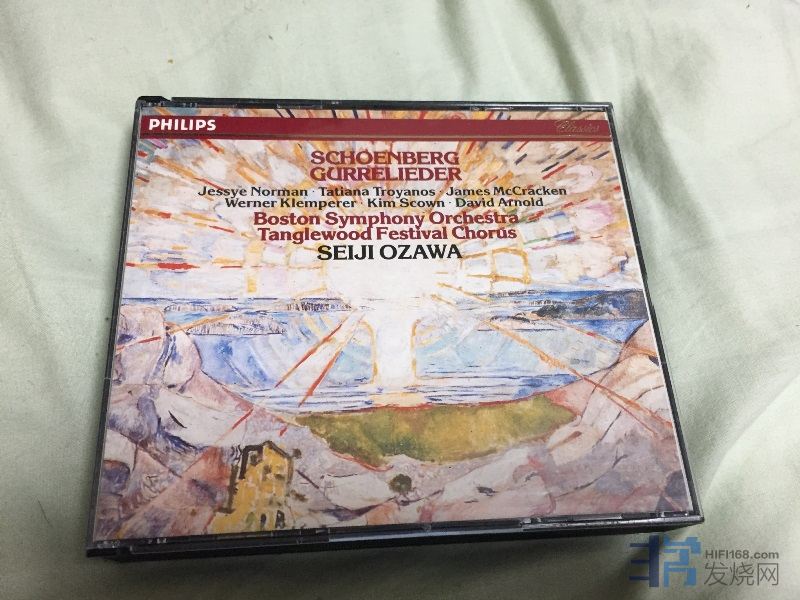 PHILIPS
Classics
SCHOENBERG
GURRELIEDER
Jessye Norman · Tatiana Troyanos · James McCracken
Werner Klemperer · Kim Scown · David Arnold
Boston Symphony Orchestra
Tanglewood Festival Chorus
SEIJI OZAWA
HIFI168.com
发烧网